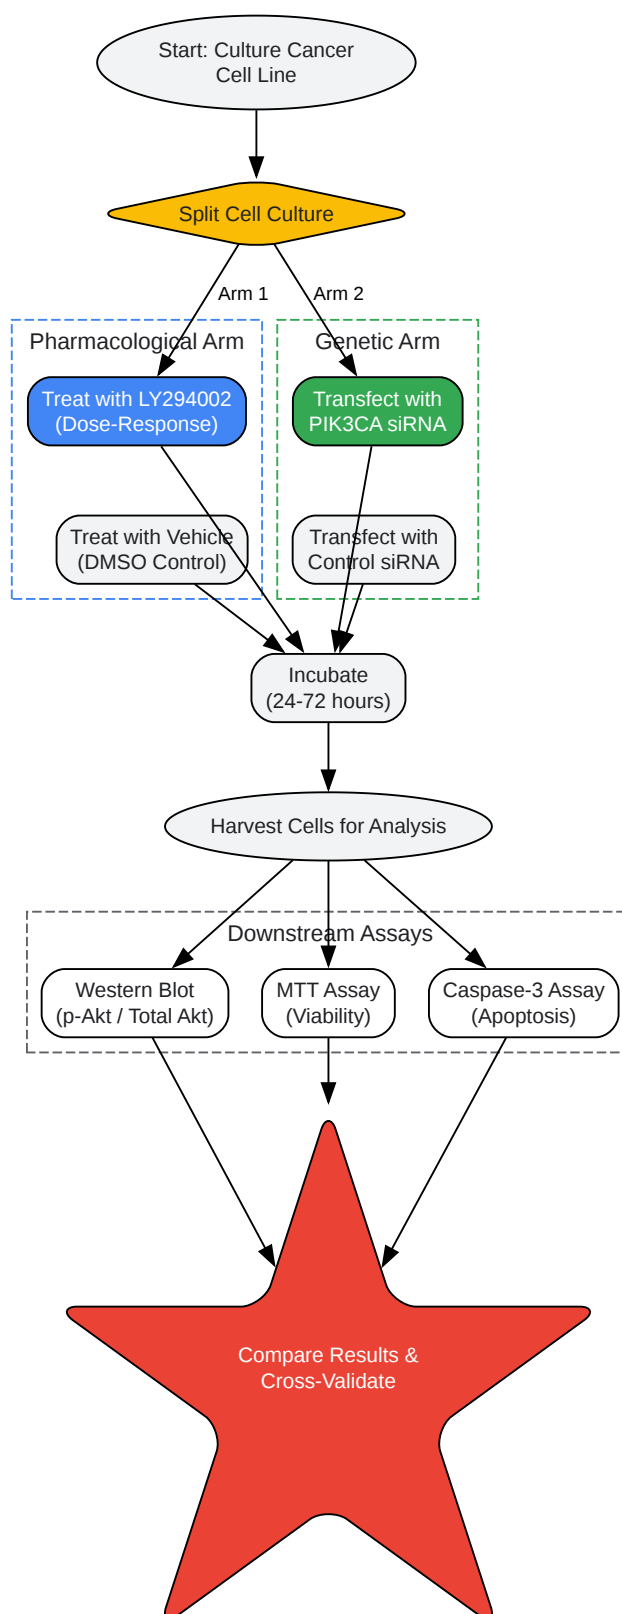 Start: Culture Cancer
Cell Line
Split Cell Culture
Arm 1
Arm 2
Pharmacological Arm
Genetic Arm
Treat with LY294002
(Dose-Response)
Transfect with
PIK3CA siRNA
Treat with Vehicle
(DMSO Control)
Transfect with
Control siRNA
Incubate
(24-72 hours)
Harvest Cells for Analysis
Downstream Assays
Western Blot
(p-Akt / Total Akt)
MTT Assay
(Viability)
Caspase-3 Assay
(Apoptosis)
Compare Results &
Cross-Validate